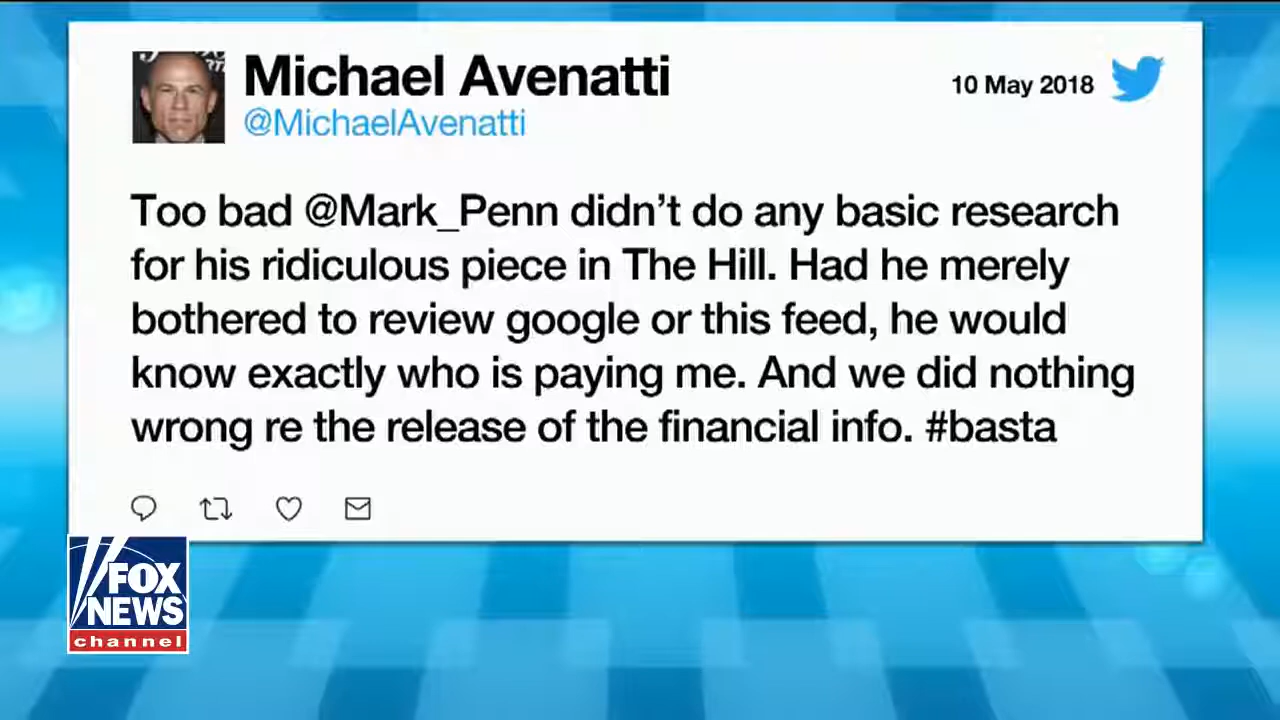 Michael Avenatti
@MichaelAvenatti
10 May 2018
Too bad @Mark_Penn didn’t do any basic research
for his ridiculous piece in The Hill. Had he merely
bothered to review google or this feed, he would
know exactly who is paying me. And we did nothing
wrong re the release of the financial info. #basta
FOX
NEWS
channel